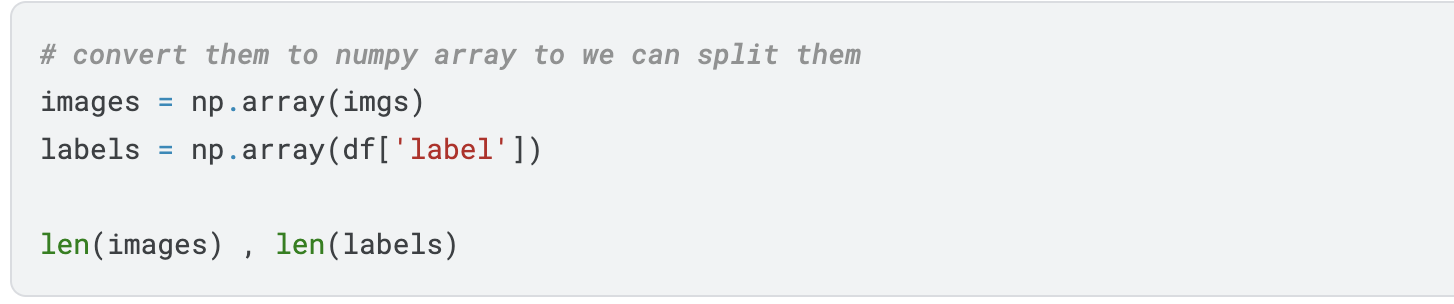 # convert them to numpy array to we can split them
images = np.array(imgs)
labels = np.array(df['label'])
len(images) , len(labels)